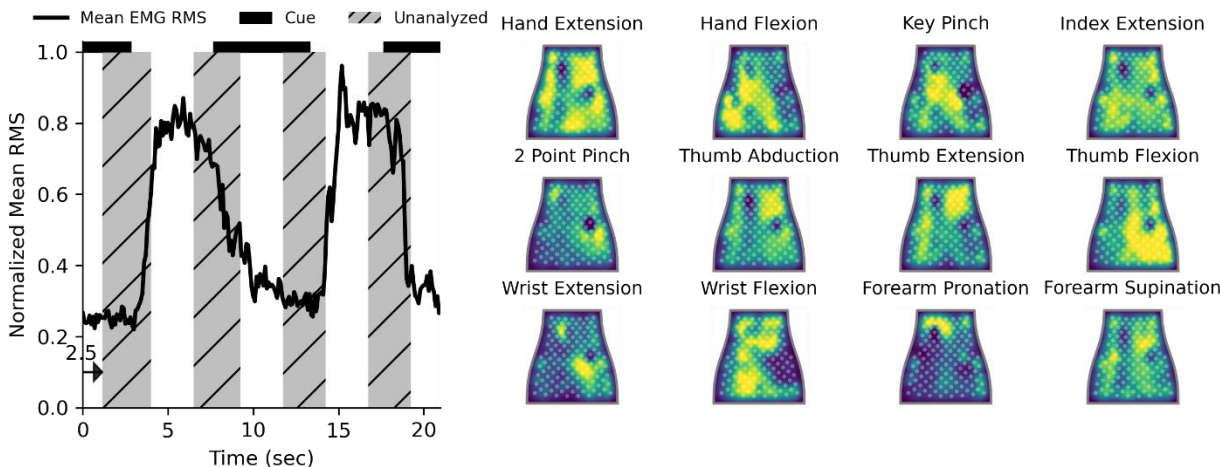 Mean EMG RMS Cue Unanalyzed
Normalized Mean RMS
1.0
0.8
0.6
0.4
0.2
0.0
2.5
0 5 10 15 20
Time (sec)
Hand Extension Hand Flexion Key Pinch Index Extension
2 Point Pinch Thumb Abduction Thumb Extension Thumb Flexion
Wrist Extension Wrist Flexion Forearm Pronation Forearm Supination